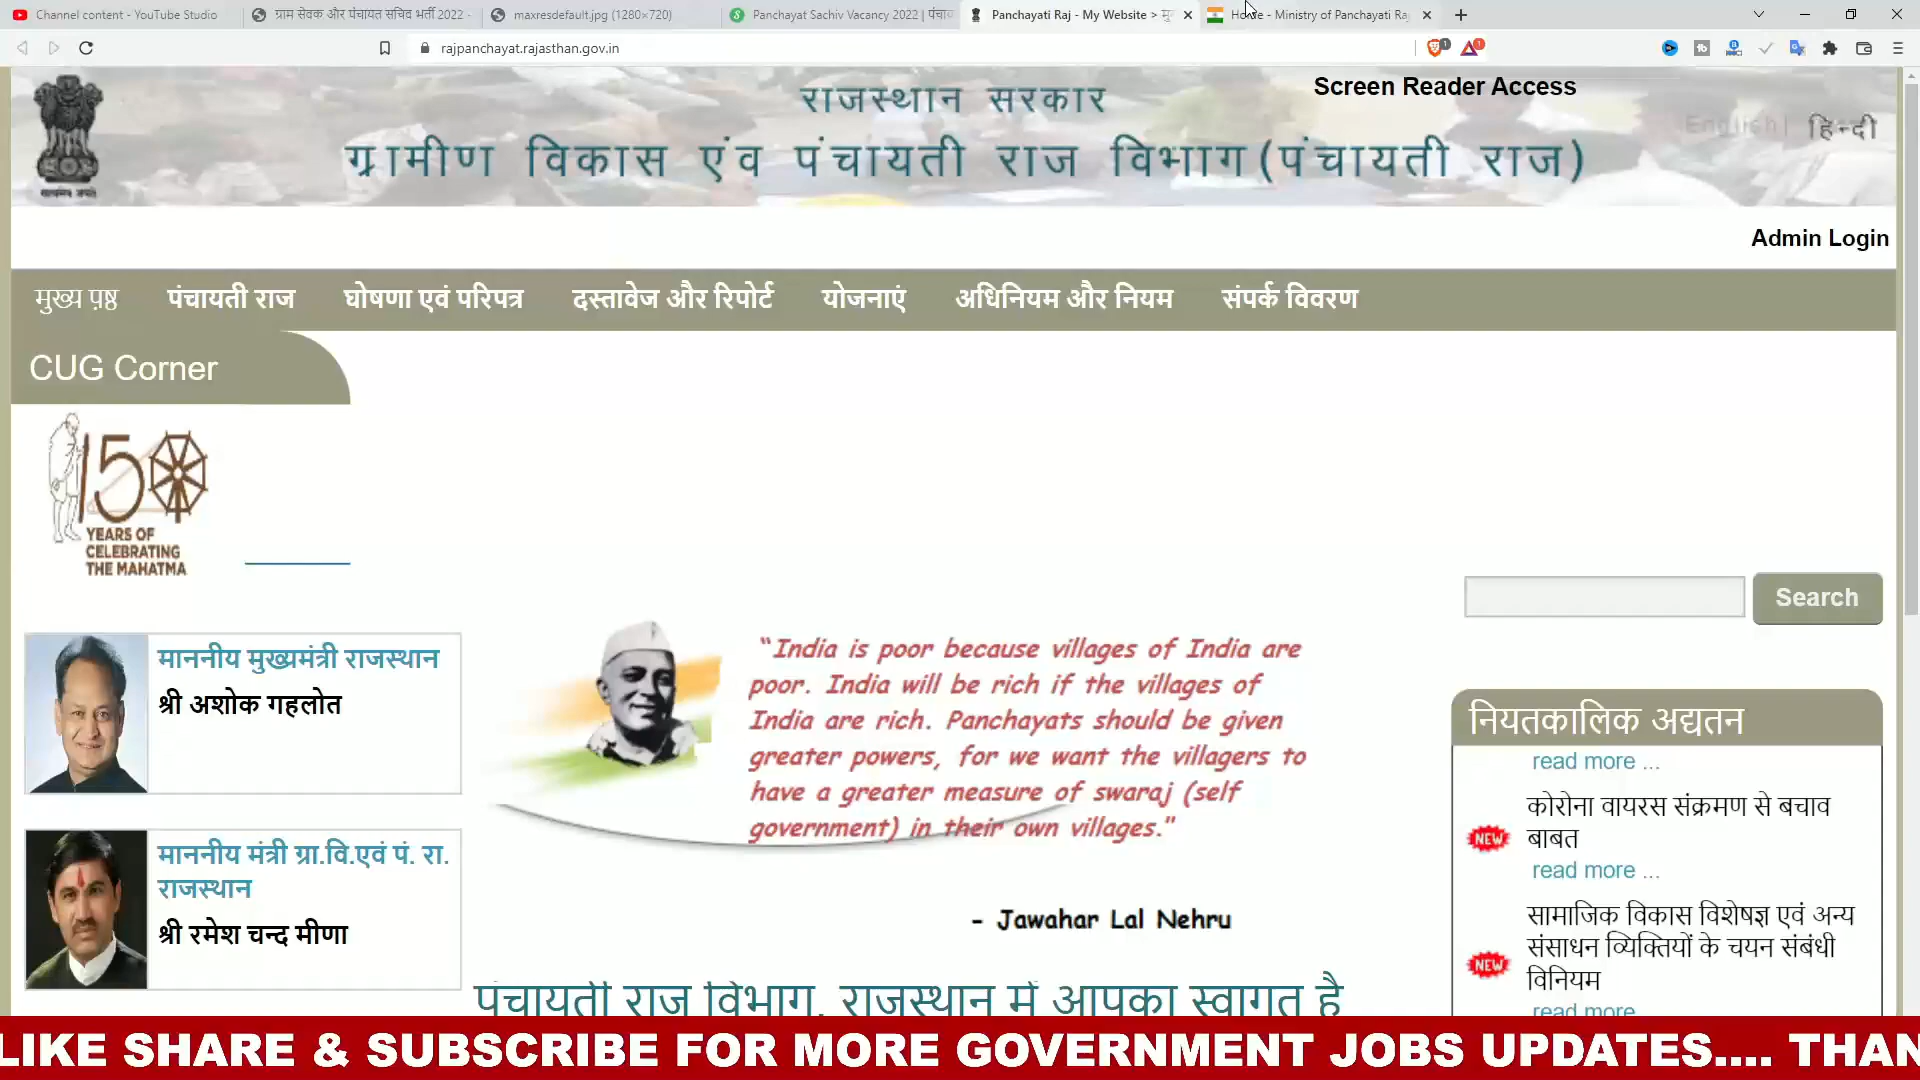 Channel content - YouTube Studio
ग्राम सेवक और पंचायत सचिव भर्ती 2022 -
maxresdefault.jpg (1280×720)
Panchayat Sachiv Vacancy 2022 |
Panchayati Raj - My Website >
- Ministry of Panchayati Raj
rajpanchayat.rajasthan.gov.in
Screen Reader Access
राजस्थान सरकार
English| हिन्दी
ग्रामीण विकास एंव पंचायती राज विभाग(पंचायती राज)
सत्यमेव जयते
Admin Login
मुख्य पृष्ठ पंचायती राज घोषणा एवं परिपत्र दस्तावेज और रिपोर्ट योजनाएं अधिनियम और नियम संपर्क विवरण
CUG Corner
150
YEARS OF
CELEBRATING
THE MAHATMA
Search
माननीय मुख्यमंत्री राजस्थान
श्री अशोक गहलोत
माननीय मंत्री ग्रा.वि.एवं पं. रा.
राजस्थान
श्री रमेश चन्द मीणा
"India is poor because villages of India are
poor. India will be rich if the villages of
India are rich. Panchayats should be given
greater powers, for we want the villagers to
have a greater measure of swaraj (self
government) in their own villages."
- Jawahar Lal Nehru
पंचायती राज विभाग, राजस्थान में आपका स्वागत है
नियतकालिक अद्यतन
read more ...
कोरोना वायरस संक्रमण से बचाव
बाबत
NEW
read more ...
सामाजिक विकास विशेषज्ञ एवं अन्य
संसाधन व्यिक्तियों के चयन संबंधी
विनियम
NEW
read more
LIKE SHARE & SUBSCRIBE FOR MORE GOVERNMENT JOBS UPDATES.... THAN